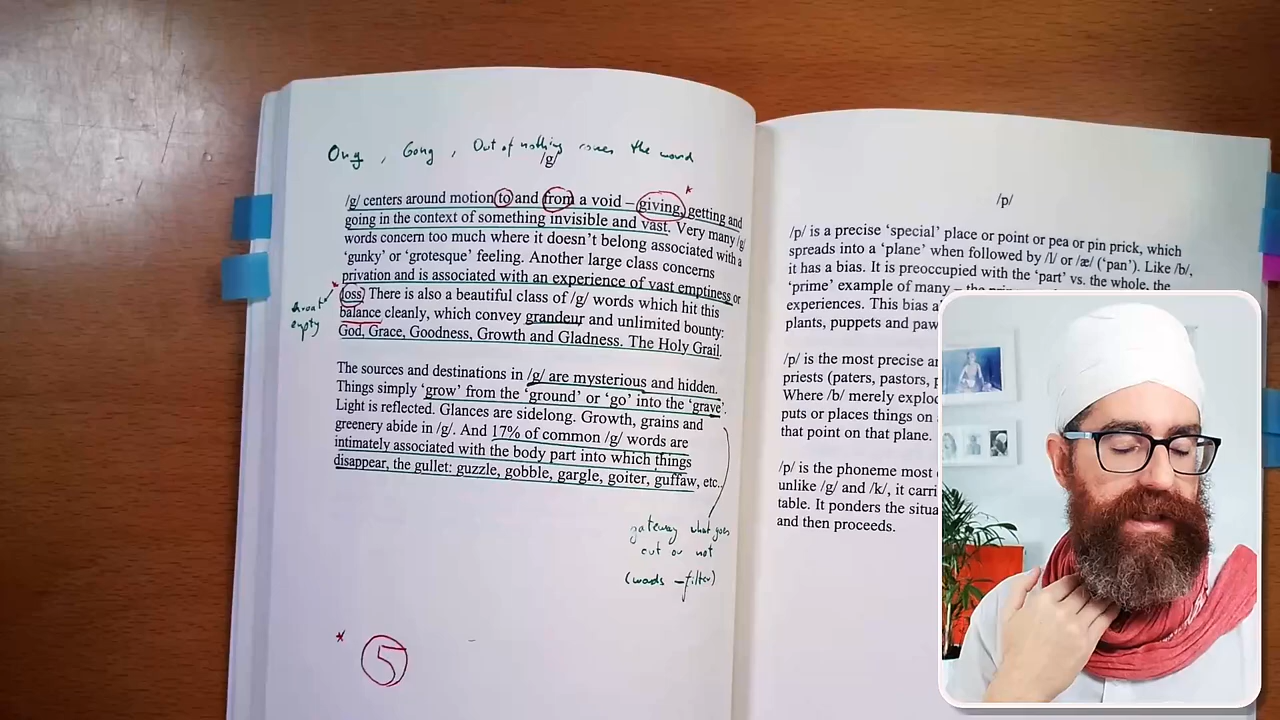 Ong , Gong , Out of nothing comes the word
/g/
/g/ centers around motion to and from a void – giving, getting and
going in the context of something invisible and vast. Very many /g/
words concern too much where it doesn't belong associated with a
'gunky' or 'grotesque' feeling. Another large class concerns
privation and is associated with an experience of vast emptiness or
loss. There is also a beautiful class of /g/ words which hit this
balance cleanly, which convey grandeur and unlimited bounty:
God, Grace, Goodness, Growth and Gladness. The Holy Grail.
empty
The sources and destinations in /g/ are mysterious and hidden.
Things simply 'grow' from the 'ground' or 'go' into the 'grave'.
Light is reflected. Glances are sidelong. Growth, grains and
greenery abide in /g/. And 17% of common /g/ words are
intimately associated with the body part into which things
disappear, the gullet: guzzle, gobble, gargle, goiter, guffaw, etc..
gateway what goes
out or not
(words – filter)
* 5
/p/
/p/ is a precise 'special' place or point or pea or pin prick, which
spreads into a 'plane' when followed by /l/ or /æ/ ('pan'). Like /b/,
it has a bias. It is preoccupied with the 'part' vs. the whole, the
'prime' example of many – the
experiences. This bias a
plants, puppets and paw
/p/ is the most precise
priests (paters, pastors,
Where /b/ merely
puts or places things on
that point on that plane.
/p/ is the phoneme most
unlike /g/ and /k/, it
table. It ponders the
and then proceeds.